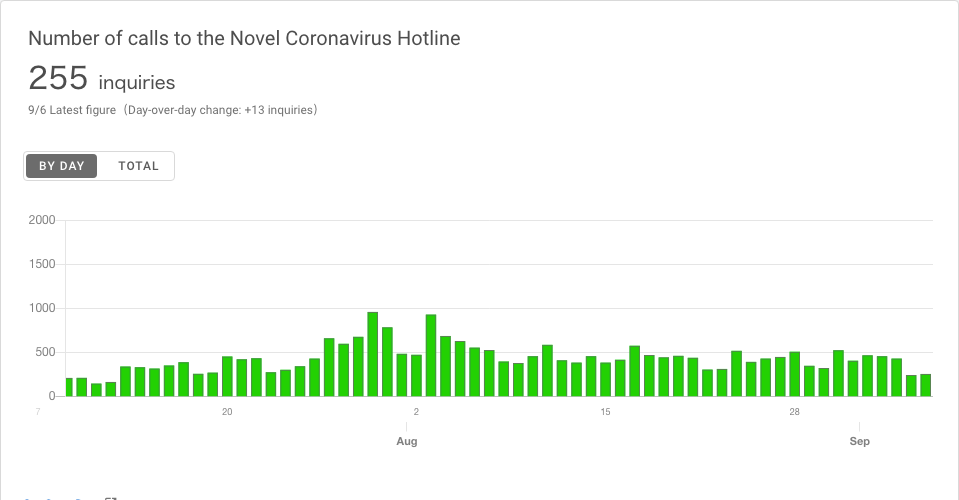 Number of calls to the Novel Coronavirus Hotline
255 inquiries
9/6 Latest figure（Day-over-day change: +13 inquiries）
BY DAY TOTAL
2000
1500
1000
500
0
7 20 2 15 28
Aug Sep